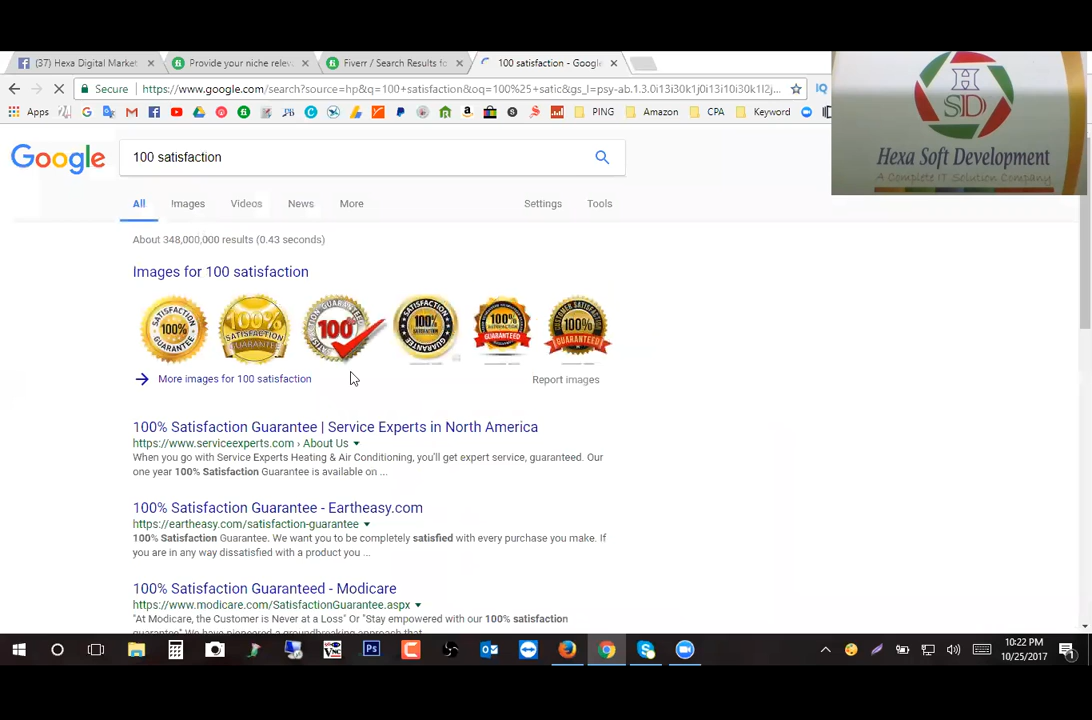 (37) Hexa Digital Market
Provide your niche relev
Fiverr / Search Results fo
100 satisfaction - Google
Secure
https://www.google.com/search?source=hp&q=100+satisfaction&oq=100%25+satic&gs_l=psy-ab.1.3.0i13i30k1j0i13i10i30k1l2j...
Apps
PING
Amazon
CPA
Keyword
HSD
Hexa Soft Development
A Complete IT Solution Company
Google
100 satisfaction
All
Images
Videos
News
More
Settings
Tools
About 348,000,000 results (0.43 seconds)
Images for 100 satisfaction
More images for 100 satisfaction
Report images
100% Satisfaction Guarantee | Service Experts in North America
https://www.serviceexperts.com › About Us
When you go with Service Experts Heating & Air Conditioning, you'll get expert service, guaranteed. Our
one year 100% Satisfaction Guarantee is available on ...
100% Satisfaction Guarantee - Eartheasy.com
https://eartheasy.com/satisfaction-guarantee
100% Satisfaction Guarantee. We want you to be completely satisfied with every purchase you make. If
you are in any way dissatisfied with a product you ...
100% Satisfaction Guaranteed - Modicare
https://www.modicare.com/SatisfactionGuarantee.aspx
"At Modicare, the Customer is Never at a Loss" Or "Stay empowered with our 100% satisfaction
10:22 PM
10/25/2017